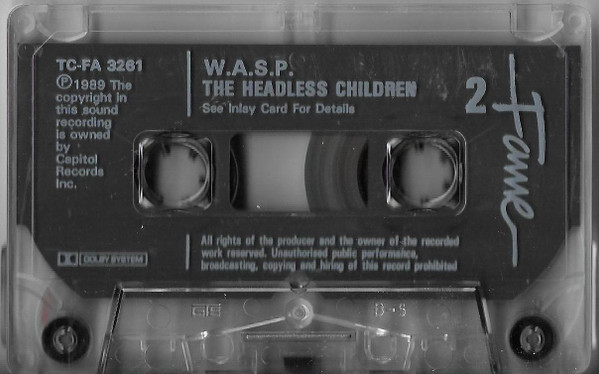 TC-FA 3261
℗1989 The
copyright in
this sound
recording
is owned
by
Capitol
Records
Inc.
W.A.S.P.
THE HEADLESS CHILDREN
See Inlay Card For Details
2
Fame
DOLBY SYSTEM
All rights of the producer and the owner of the recorded
work reserved. Unauthorised public performance,
broadcasting, copying and hiring of this record prohibited
B-S